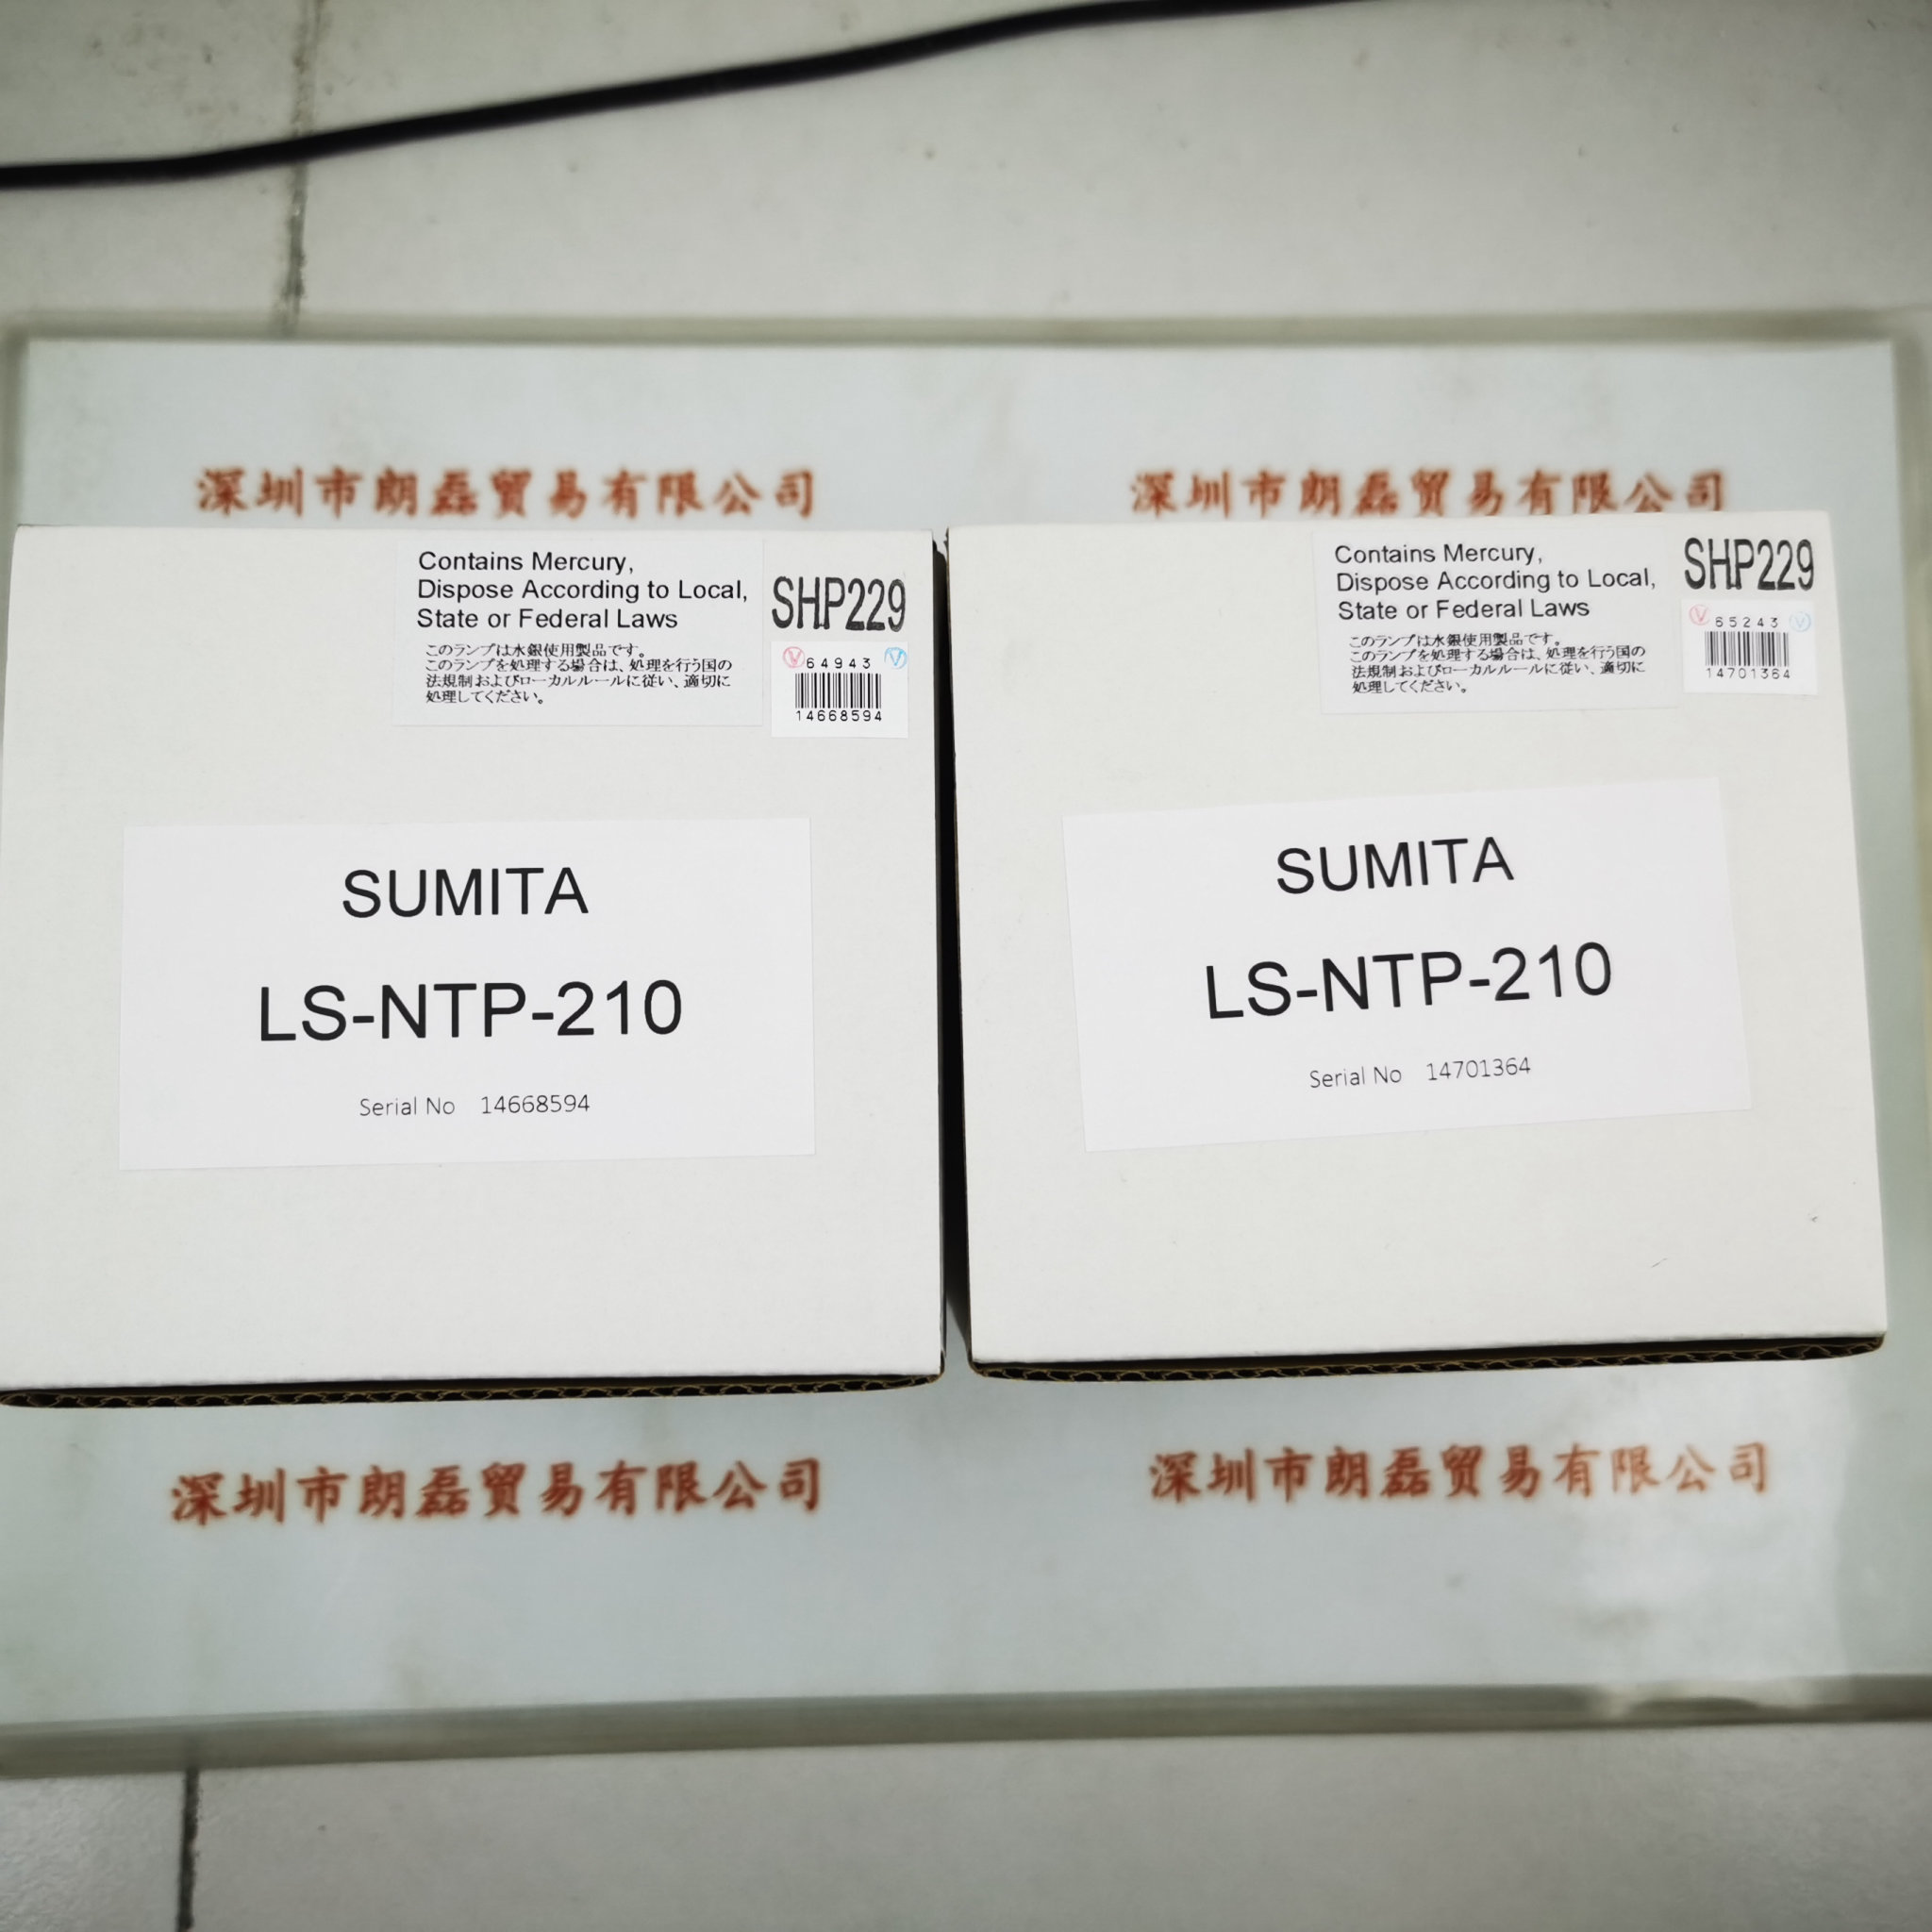 深圳市朗磊貿易有限公司
深圳市朗磊貿易有限公司
Contains Mercury,
Dispose According to Local,
State or Federal Laws
このランプは水銀使用製品です。
このランプを処理する場合は、処理を行う国の
法規制およびローカルルールに従い、適切に
処理してください。
SHP229
V 64943 V
14668594
SUMITA
LS-NTP-210
Serial No 14668594
Contains Mercury,
Dispose According to Local,
State or Federal Laws
このランプは水銀使用製品です。
このランプを処理する場合は、処理を行う国の
法規制およびローカルルールに従い、適切に
処理してください。
SHP229
V 65243 V
14701364
SUMITA
LS-NTP-210
Serial No 14701364
深圳市朗磊貿易有限公司
深圳市朗磊貿易有限公司